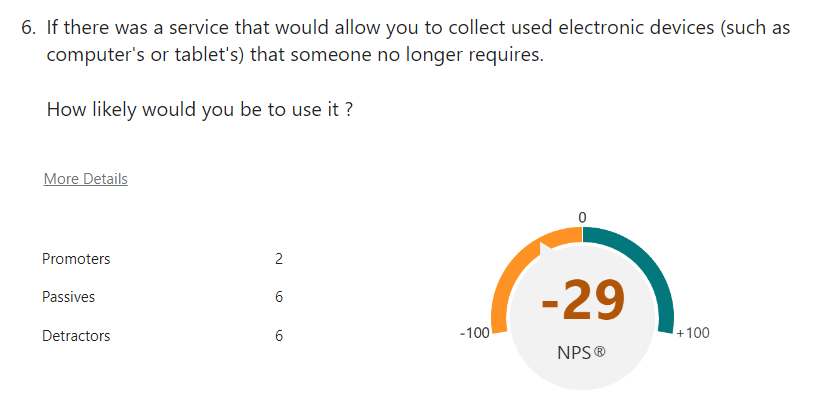 6. If there was a service that would allow you to collect used electronic devices (such as
computer's or tablet's) that someone no longer requires.
How likely would you be to use it ?
More Details
Promoters 2
Passives 6
Detractors 6
0
-29
-100
+100
NPS®